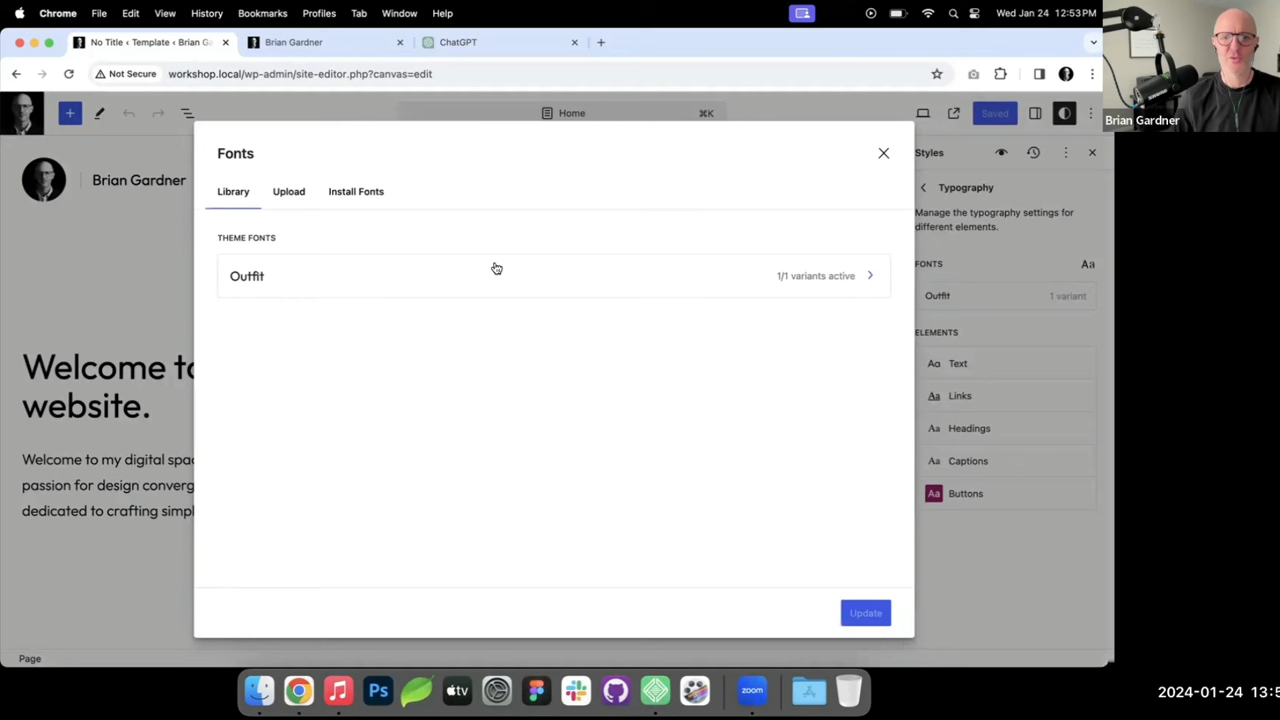 Chrome File Edit View History Bookmarks Profiles Tab Window Help Wed Jan 24 12:53 PM
No Title ‹ Template ‹ Brian G Brian Gardner ChatGPT
Not Secure workshop.local/wp-admin/site-editor.php?canvas=edit
Brian Gardner
Home ⌘K Saved
Fonts
Styles
Brian Gardner
Typography
Library Upload Install Fonts
Manage the typography settings for
different elements.
THEME FONTS
FONTS Aa
Outfit 1/1 variants active
Outfit 1 variant
ELEMENTS
Aa Text
Aa Links
Aa Headings
Aa Captions
Aa Buttons
Welcome to
website.
Welcome to my digital spac
passion for design converg
dedicated to crafting simpl
Update
Page
Ps tv zoom
2024-01-24 13:5